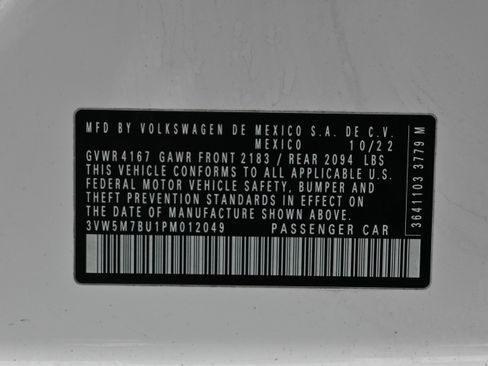 MFD BY VOLKSWAGEN DE MEXICO S.A. DE C.V.
MEXICO 10/22
GVWR 4167 GAWR FRONT 2183 / REAR 2094 LBS
THIS VEHICLE CONFORMS TO ALL APPLICABLE U.S.
FEDERAL MOTOR VEHICLE SAFETY, BUMPER AND
THEFT PREVENTION STANDARDS IN EFFECT ON
THE DATE OF MANUFACTURE SHOWN ABOVE.
3VW5M7BU1PM012049 PASSENGER CAR
3641103 3779 M